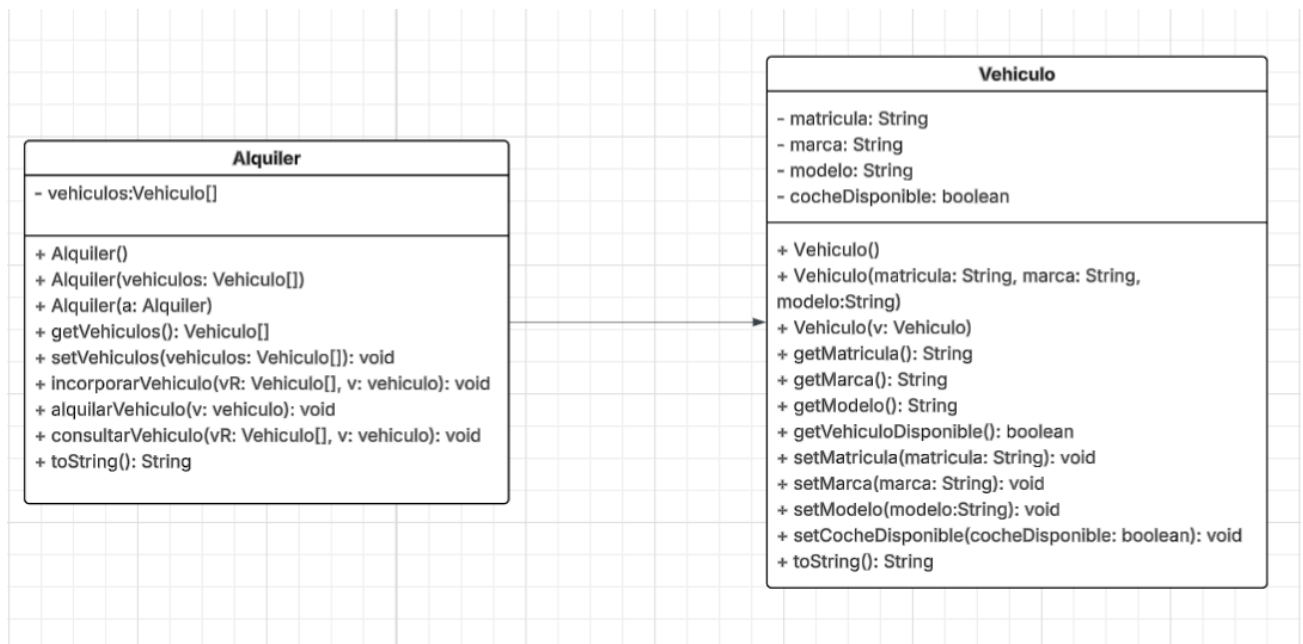 Alquiler
- vehiculos:Vehiculo[]
+ Alquiler()
+ Alquiler(vehiculos: Vehiculo[])
+ Alquiler(a: Alquiler)
+ getVehiculos(): Vehiculo[]
+ setVehiculos(vehiculos: Vehiculo[]): void
+ incorporarVehiculo(vR: Vehiculo[], v: vehiculo): void
+ alquilarVehiculo(v: vehiculo): void
+ consultarVehiculo(vR: Vehiculo[], v: vehiculo): void
+ toString(): String
Vehiculo
- matricula: String
- marca: String
- modelo: String
- cocheDisponible: boolean
+ Vehiculo()
+ Vehiculo(matricula: String, marca: String,
modelo:String)
+ Vehiculo(v: Vehiculo)
+ getMatricula(): String
+ getMarca(): String
+ getModelo(): String
+ getVehiculoDisponible(): boolean
+ setMatricula(matricula: String): void
+ setMarca(marca: String): void
+ setModelo(modelo:String): void
+ setCocheDisponible(cocheDisponible: boolean): void
+ toString(): String